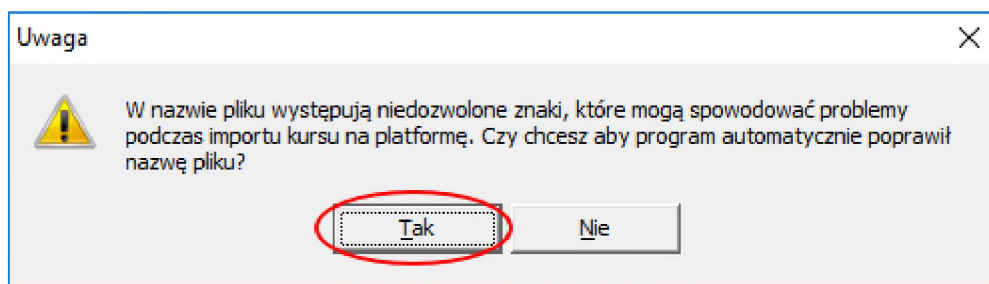 Uwaga
W nazwie pliku występują niedozwolone znaki, które mogą spowodować problemy
podczas importu kursu na platformę. Czy chcesz aby program automatycznie poprawił
nazwę pliku?
Tak Nie